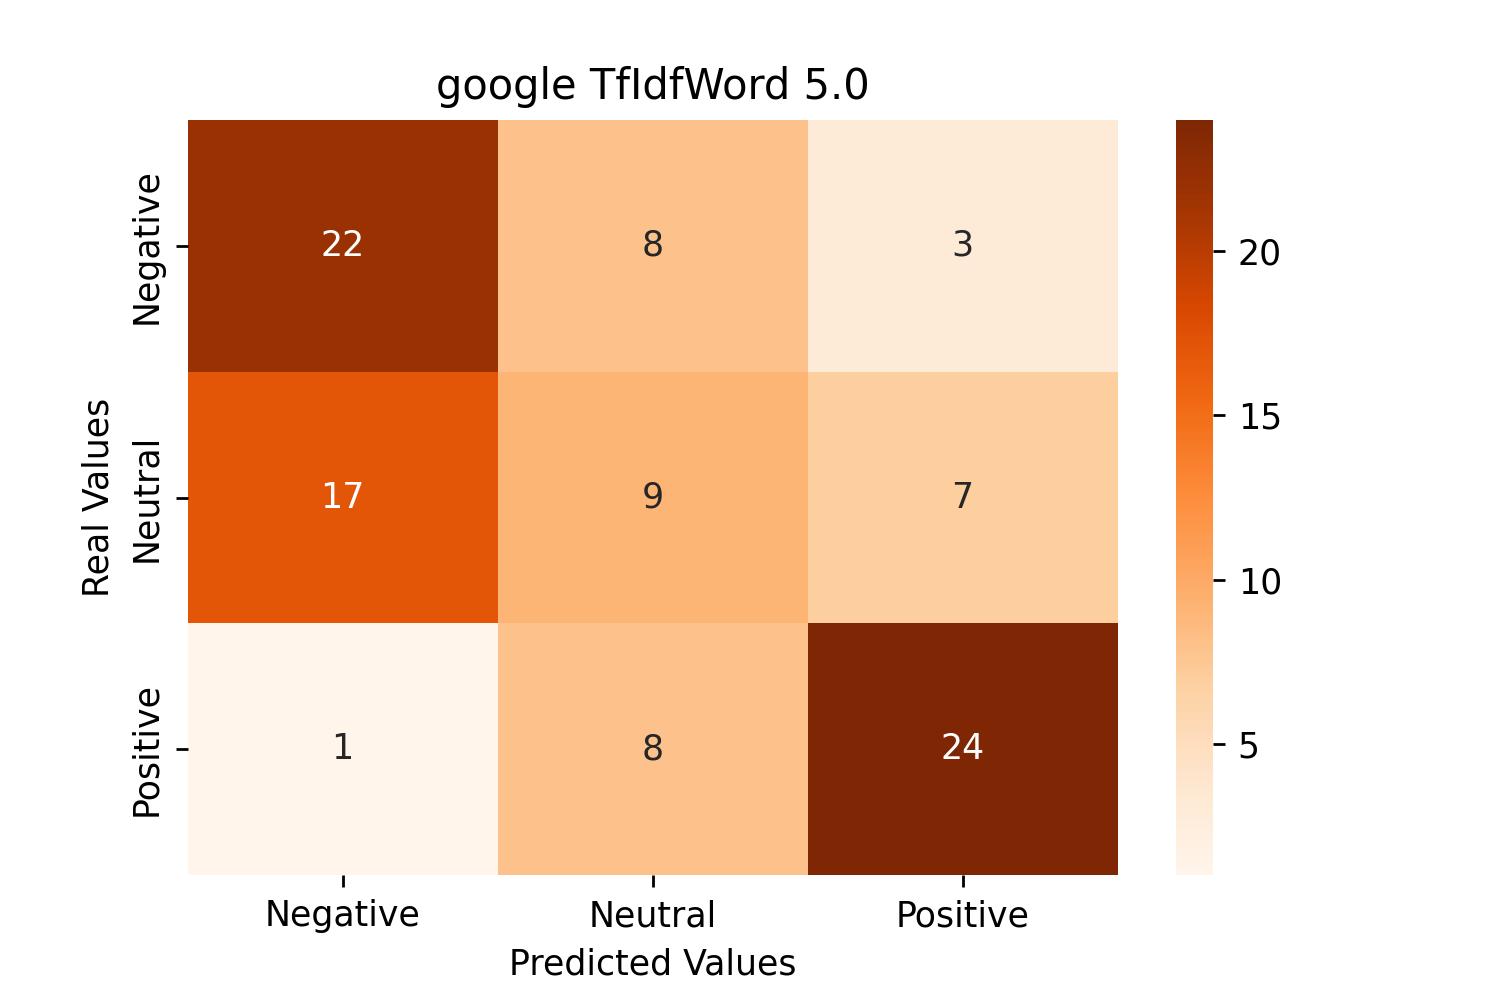 google TfIdfWord 5.0
Real Values
Negative
22 8 3
Neutral
17 9 7
Positive
1 8 24
Negative Neutral Positive
Predicted Values
20
15
10
5